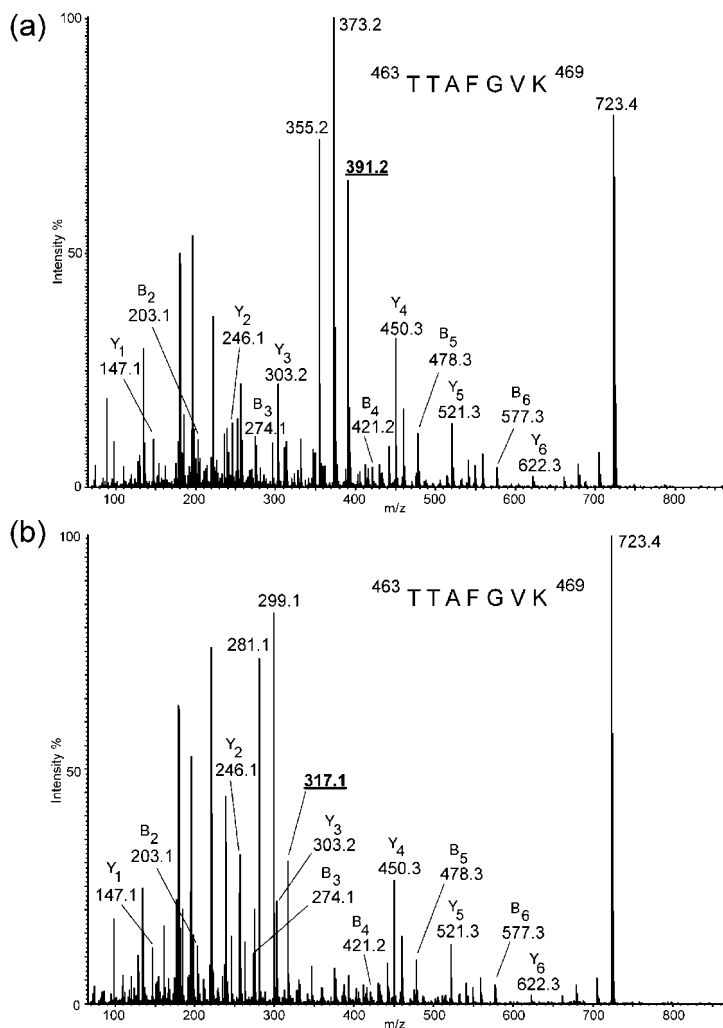 (a)
100
373.2
463 T T A F G V K 469
723.4
355.2
391.2
Intensity %
50
B2
203.1
Y2
246.1
Y4
450.3
B5
478.3
Y1
147.1
Y3
303.2
B3
274.1
B4
421.2
Y5
521.3
B6
577.3
Y6
622.3
0
100 200 300 400 500 600 700 800
m/z
(b)
100
723.4
463 T T A F G V K 469
299.1
281.1
Intensity %
50
Y2
246.1
317.1
B2
203.1
Y3
303.2
Y1
147.1
B3
274.1
Y4
450.3
B5
478.3
B4
421.2
Y5
521.3
B6
577.3
Y6
622.3
0
100 200 300 400 500 600 700 800
m/z